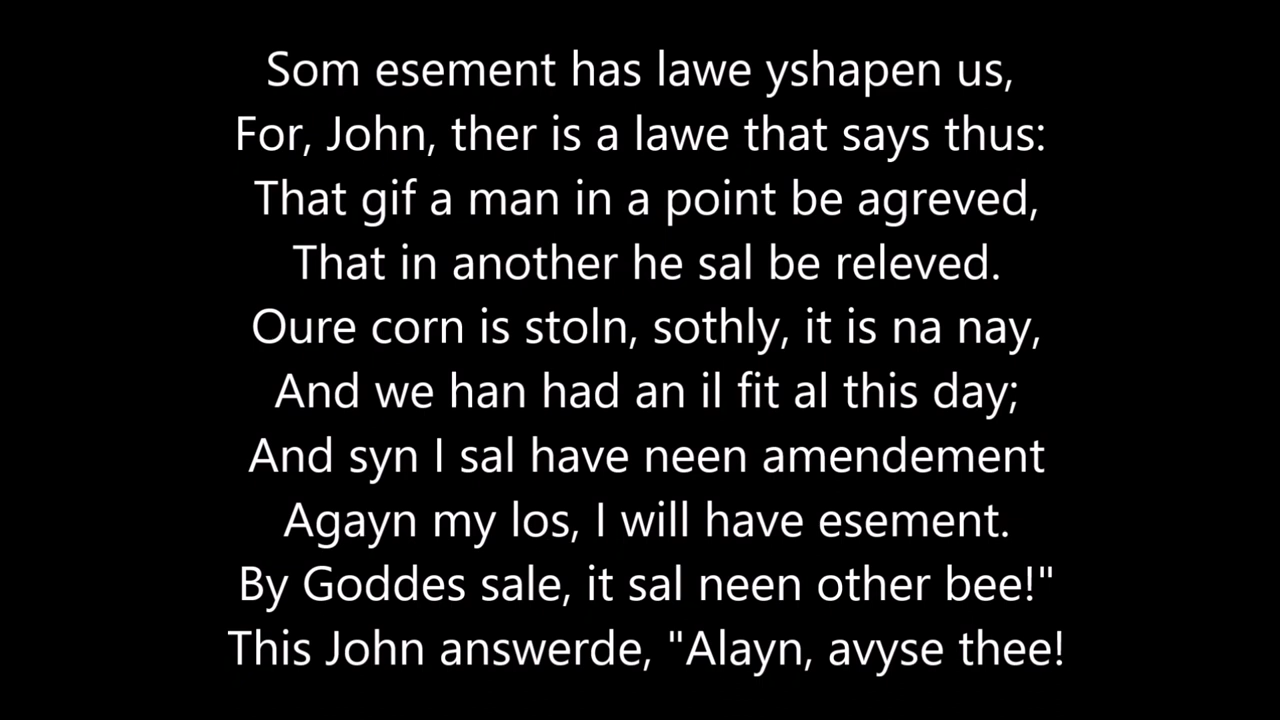 Som esement has lawe yshapen us,
For, John, ther is a lawe that says thus:
That gif a man in a point be agreved,
That in another he sal be releved.
Oure corn is stoln, sothly, it is na nay,
And we han had an il fit al this day;
And syn I sal have neen amendement
Agayn my los, I will have esement.
By Goddes sale, it sal neen other bee!"
This John answerde, "Alayn, avyse thee!